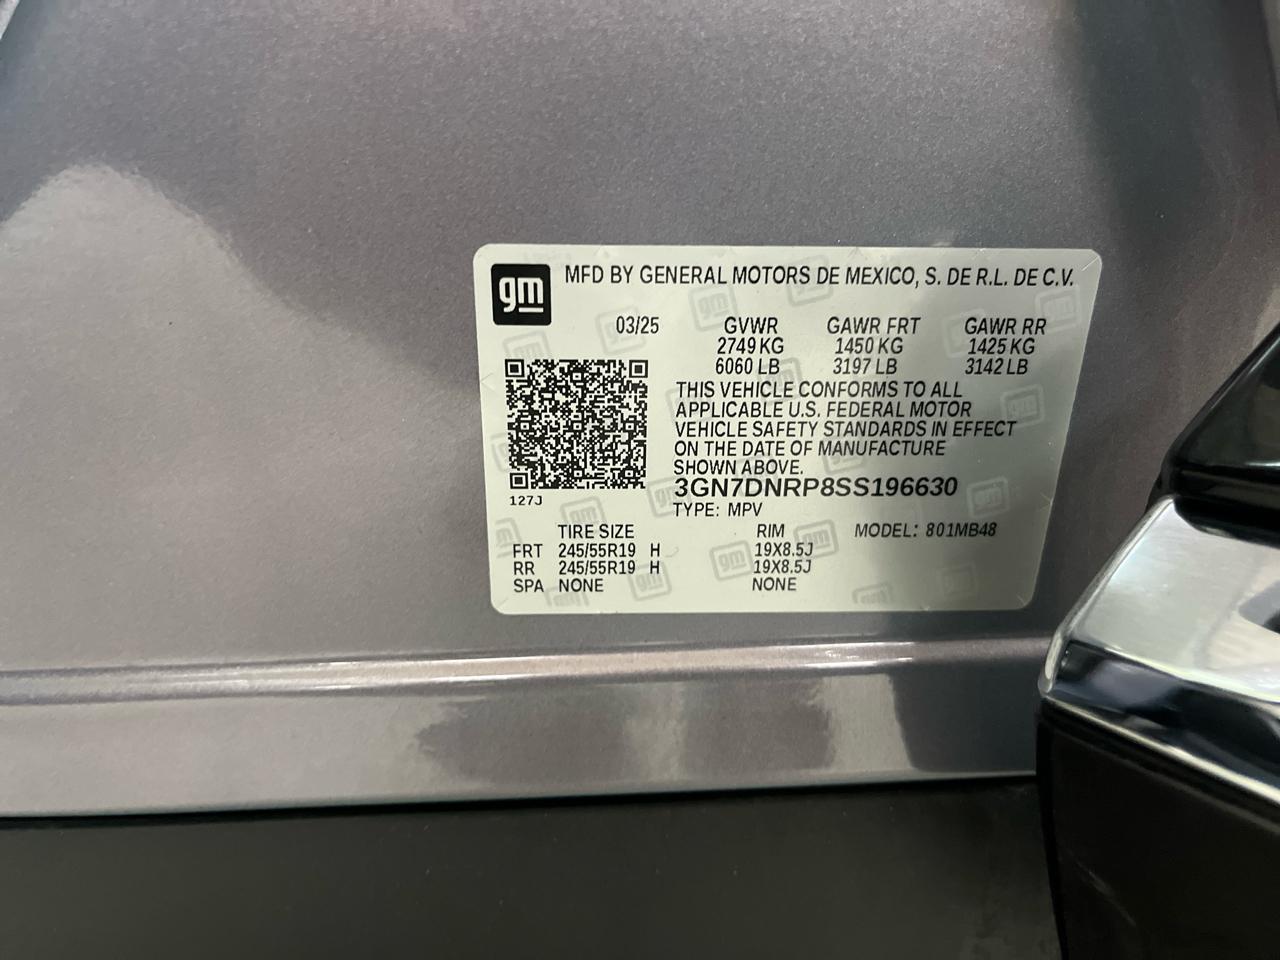 gm MFD BY GENERAL MOTORS DE MEXICO, S. DE R.L. DE C.V.
03/25 GVWR GAWR FRT GAWR RR
2749 KG 1450 KG 1425 KG
6060 LB 3197 LB 3142 LB
THIS VEHICLE CONFORMS TO ALL
APPLICABLE U.S. FEDERAL MOTOR
VEHICLE SAFETY STANDARDS IN EFFECT
ON THE DATE OF MANUFACTURE
SHOWN ABOVE.
3GN7DNRP8SS196630
127J
TYPE: MPV
TIRE SIZE RIM MODEL: 801MB48
FRT 245/55R19 H 19X8.5J
RR 245/55R19 H 19X8.5J
SPA NONE NONE